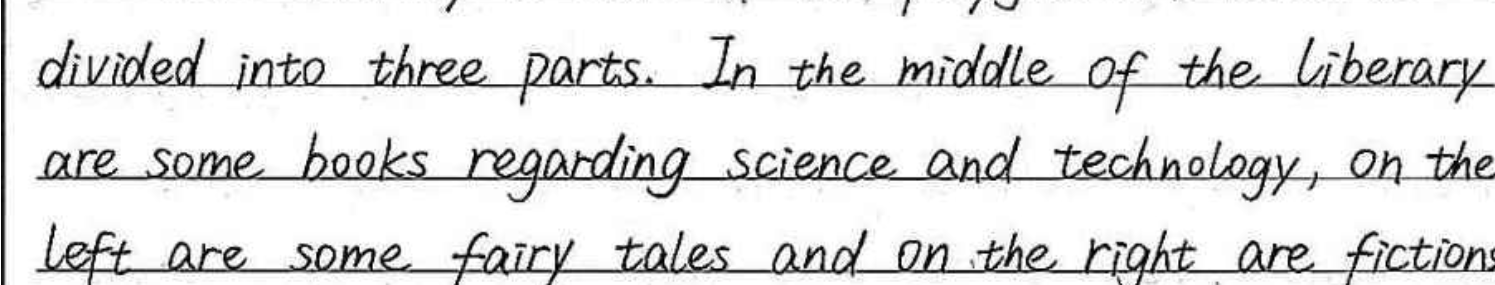 divided into three parts. In the middle of the liberary
are some books regarding science and technology, on the
left are some fairy tales and on the right are fictions